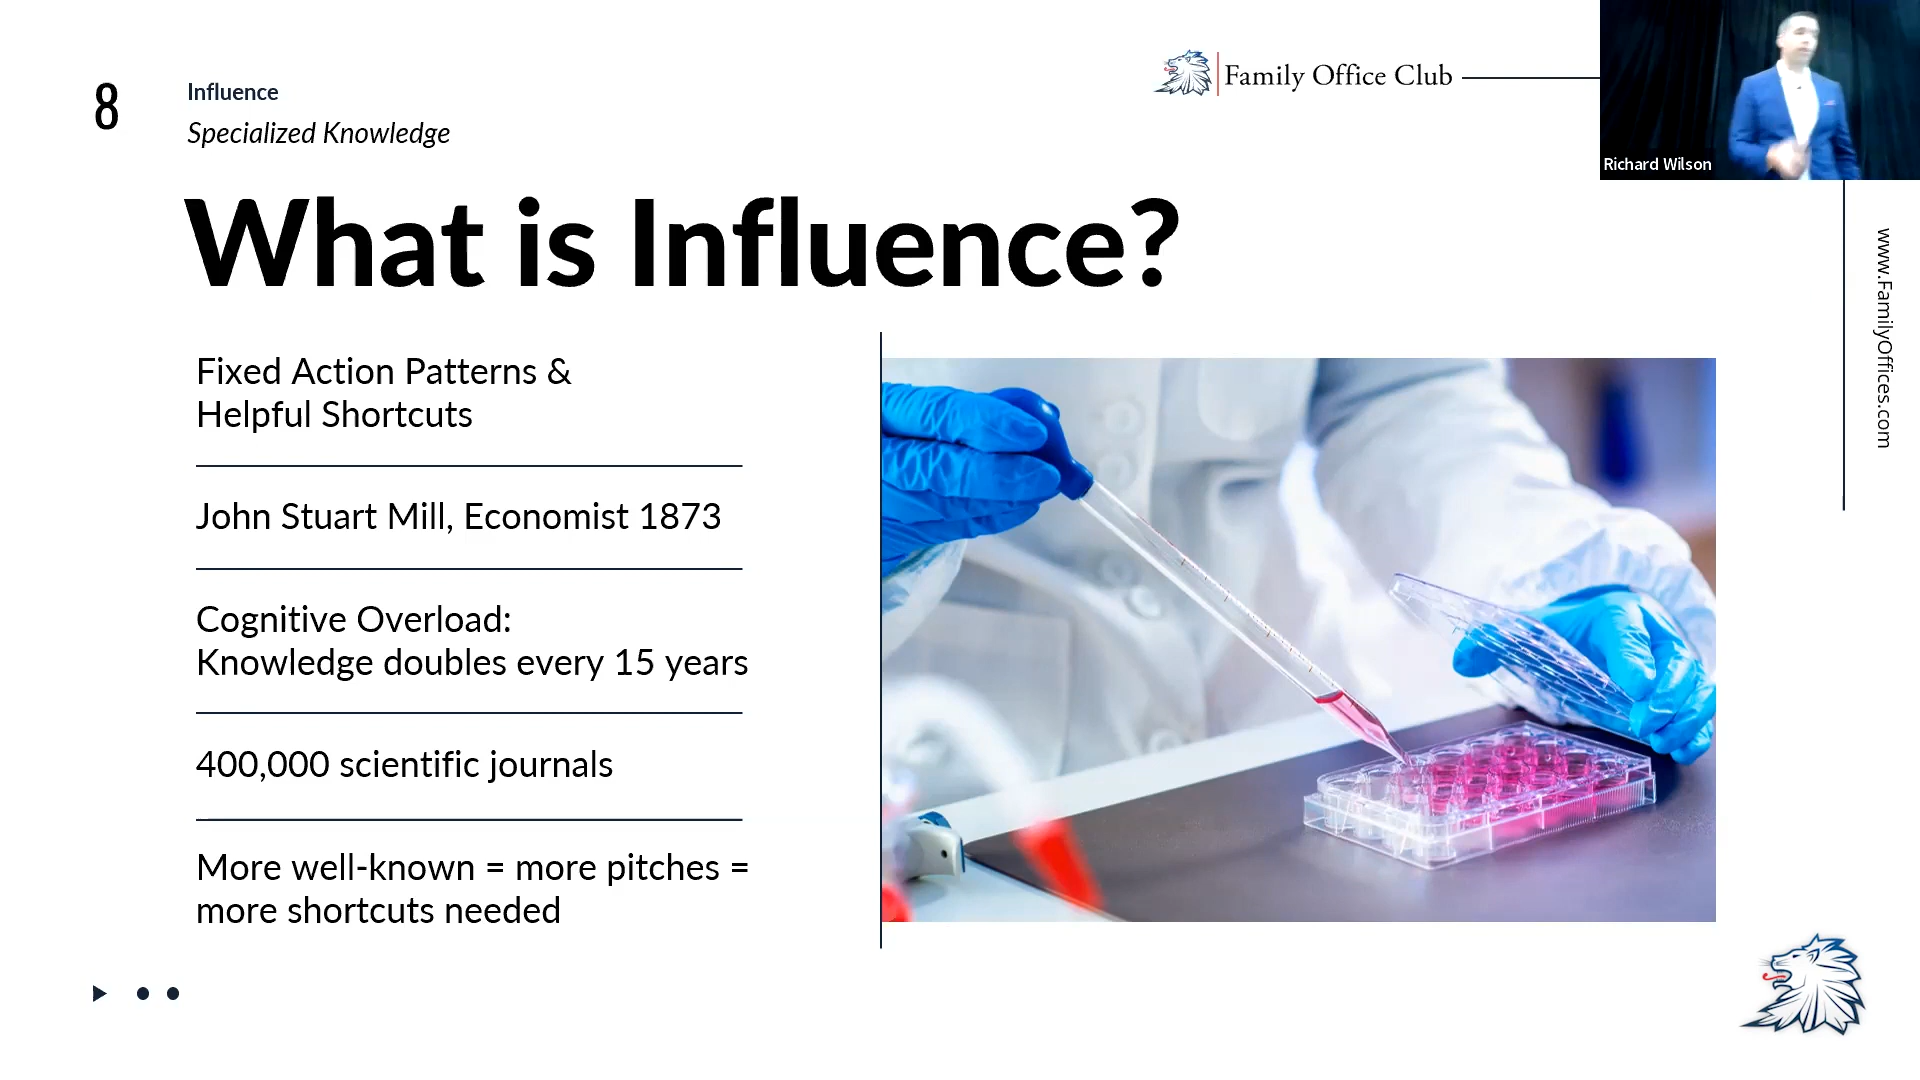 8
Influence
Specialized Knowledge
Family Office Club
Richard Wilson
What is Influence?
www.FamilyOffices.com
Fixed Action Patterns &
Helpful Shortcuts
John Stuart Mill, Economist 1873
Cognitive Overload:
Knowledge doubles every 15 years
400,000 scientific journals
More well-known = more pitches =
more shortcuts needed